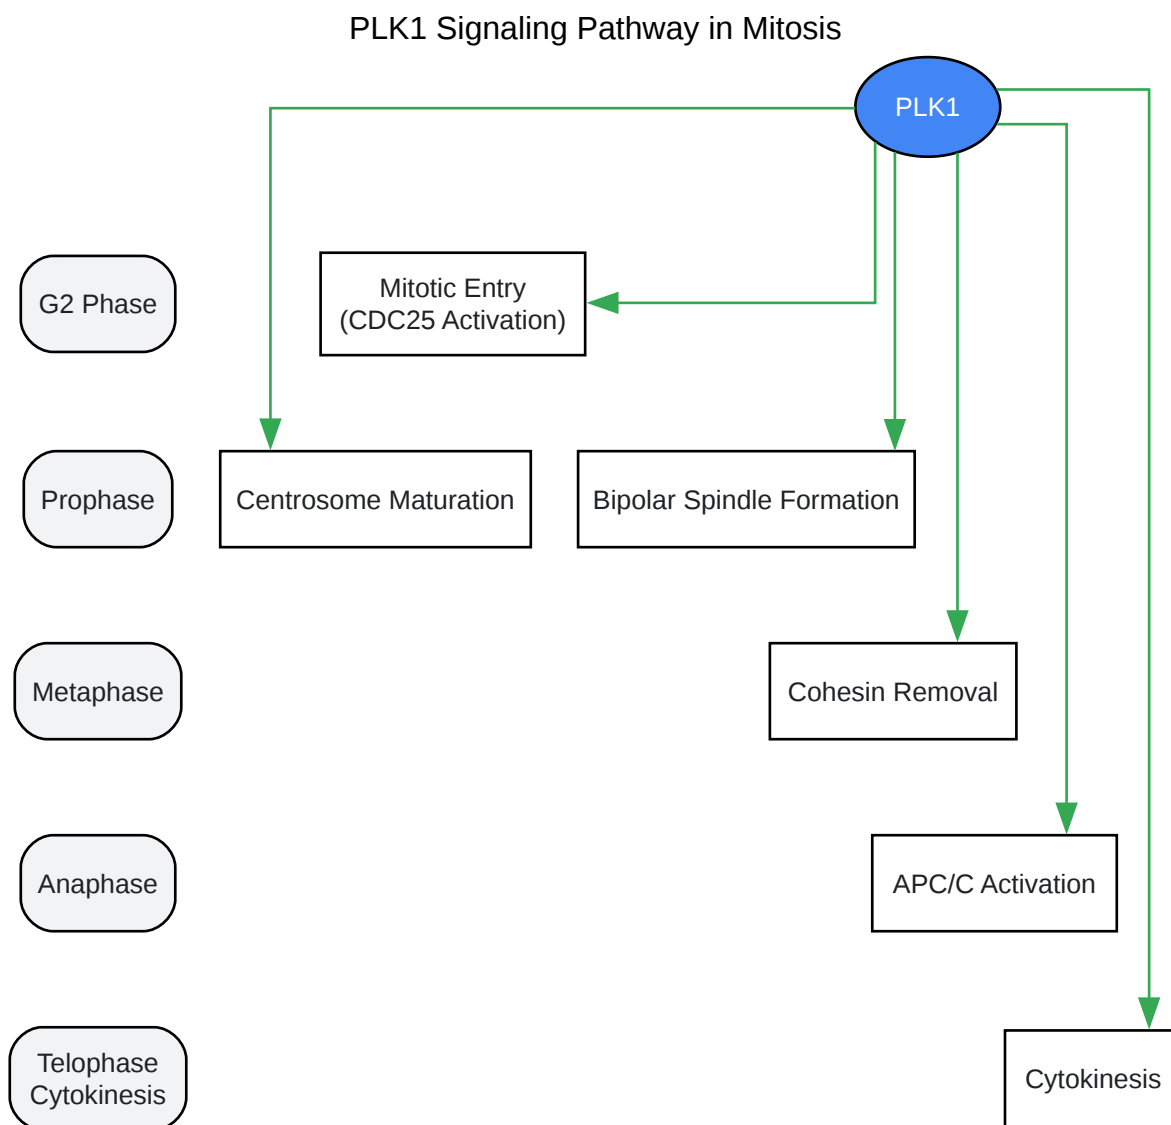 PLK1 Signaling Pathway in Mitosis
PLK1
G2 Phase
Mitotic Entry
(CDC25 Activation)
Prophase
Centrosome Maturation
Bipolar Spindle Formation
Metaphase
Cohesin Removal
Anaphase
APC/C Activation
Telophase
Cytokinesis
Cytokinesis